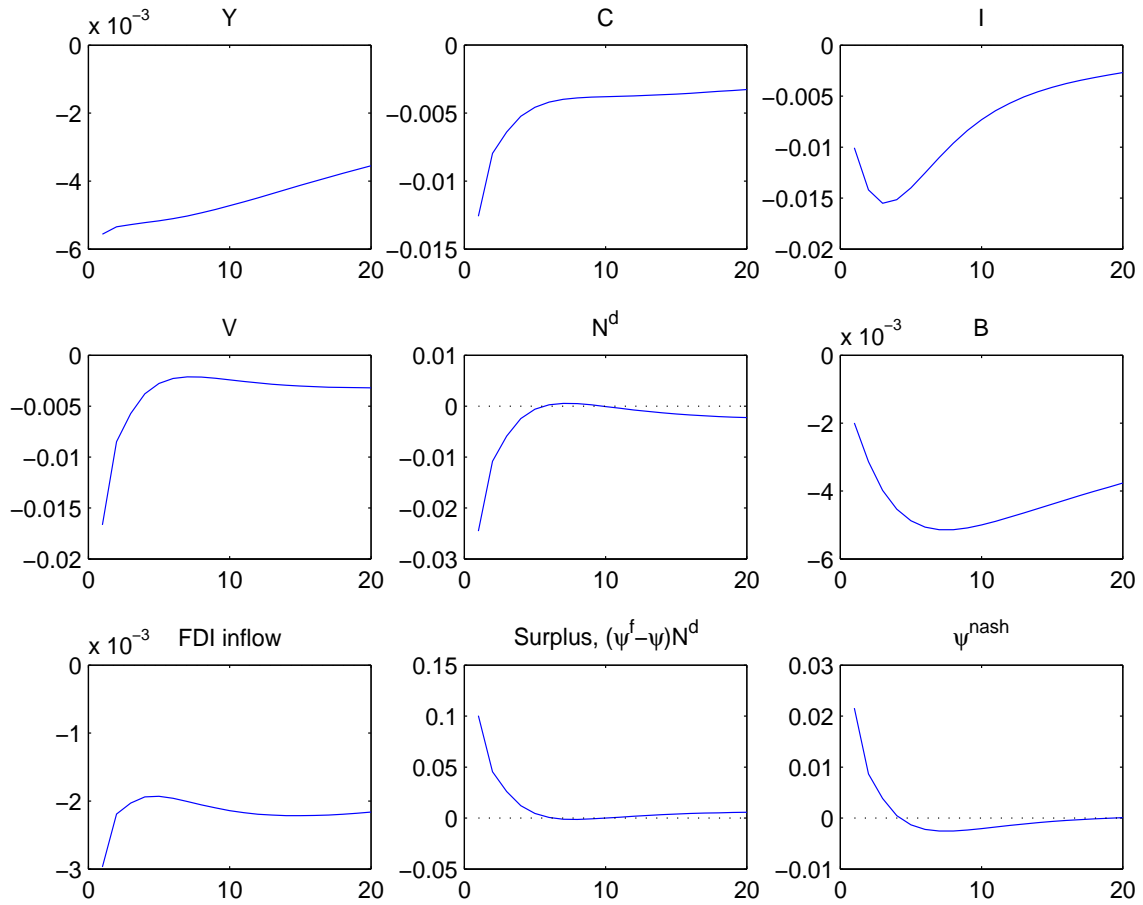 x 10⁻³ Y C I
0 0 0
−2 −0.005 −0.005
−4 −0.01 −0.01
−0.015
−6 −0.015 −0.02
0 10 20 0 10 20 0 10 20
V N^d x 10⁻³ B
0 0.01 0
−0.005 0 −2
−0.01 −0.01
−0.015 −0.02 −4
−0.02 −0.03 −6
0 10 20 0 10 20 0 10 20
x 10⁻³ FDI inflow Surplus, (ψ^f−ψ)N^d ψ^nash
0 0.15 0.03
−1 0.1 0.02
0.05 0.01
−2 0 0
−3 −0.05 −0.01
0 10 20 0 10 20 0 10 20